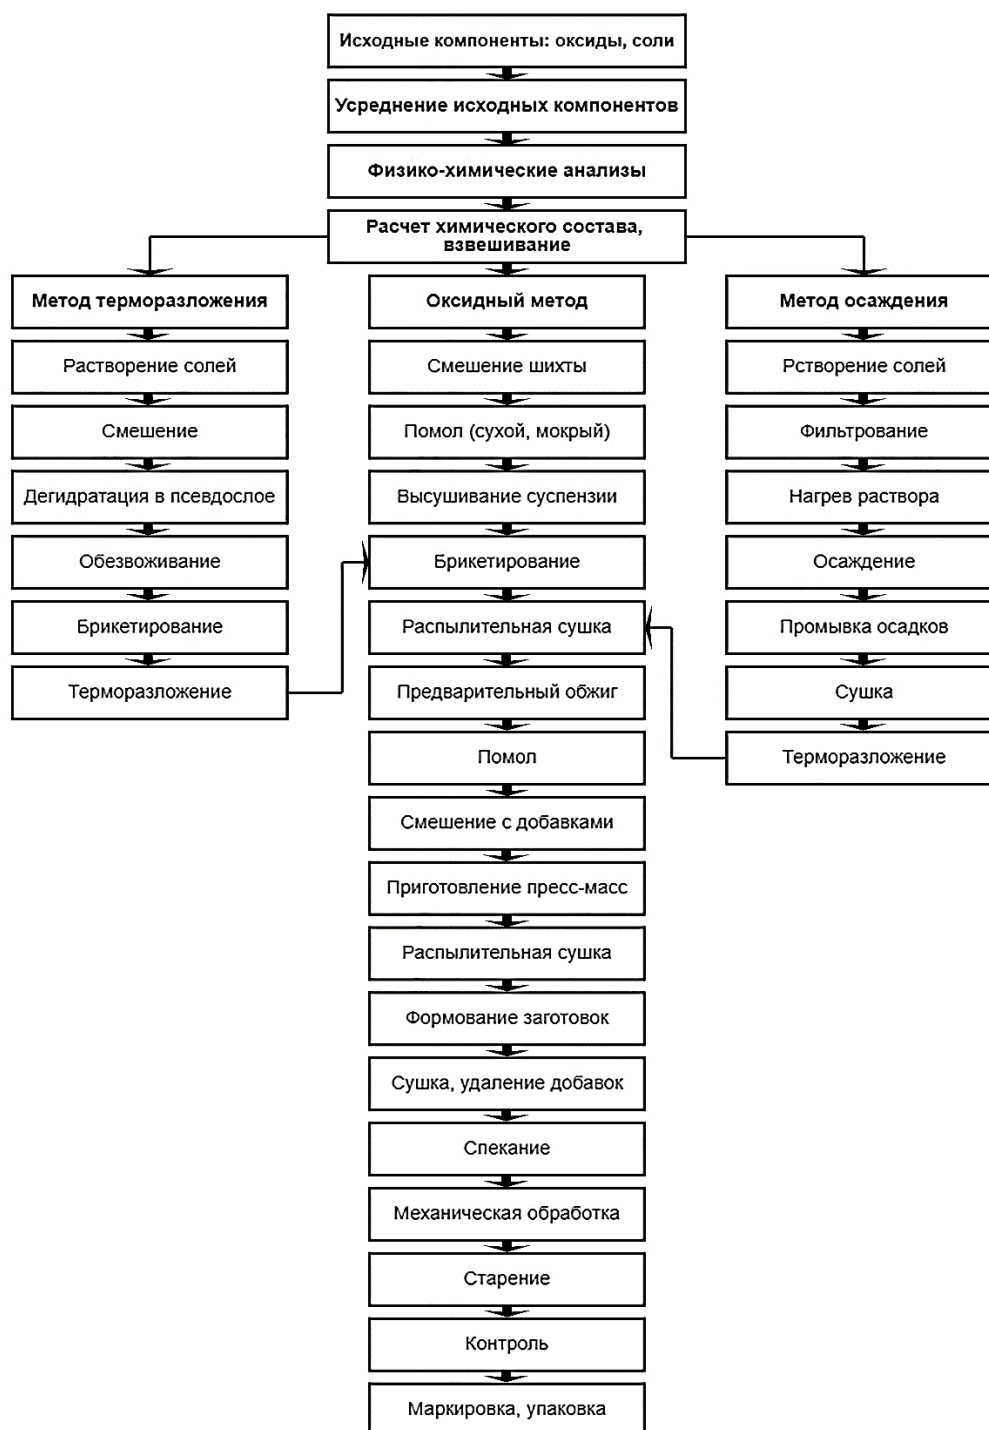 Исходные компоненты: оксиды, соли
Усреднение исходных компонентов
Физико-химические анализы
Расчет химического состава,
взвешивание
Метод терморазложения
Растворение солей
Смешение
Дегидратация в псевдослое
Обезвоживание
Брикетирование
Терморазложение
Оксидный метод
Смешение шихты
Помол (сухой, мокрый)
Высушивание суспензии
Брикетирование
Распылительная сушка
Предварительный обжиг
Помол
Смешение с добавками
Приготовление пресс-масс
Распылительная сушка
Формование заготовок
Сушка, удаление добавок
Спекание
Механическая обработка
Старение
Контроль
Маркировка, упаковка
Метод осаждения
Рстворение солей
Фильтрование
Нагрев раствора
Осаждение
Промывка осадков
Сушка
Терморазложение